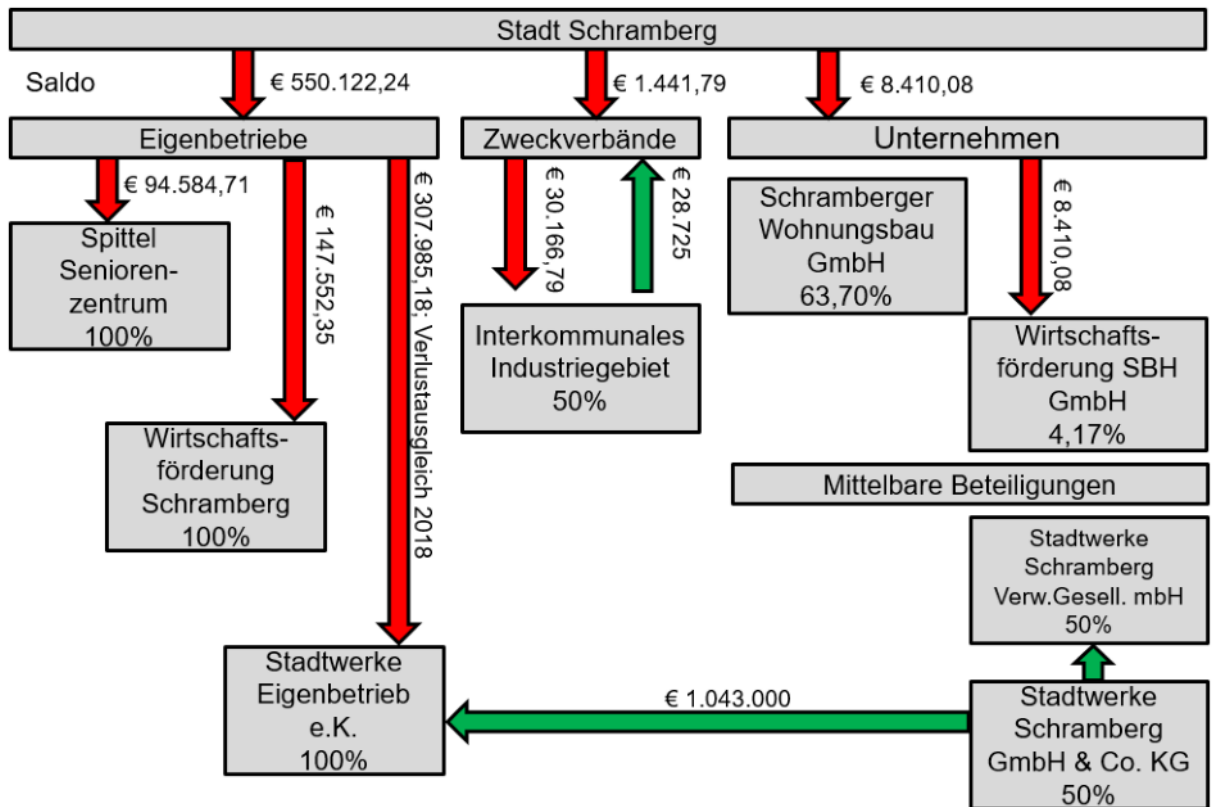 Stadt Schramberg
Saldo
€ 550.122,24
€ 1.441,79
€ 8.410,08
Eigenbetriebe
Zweckverbände
Unternehmen
€ 94.584,71
€ 147.552,35
€ 307.985,18; Verlustausgleich 2018
€ 30.166,79
€ 28.725
€ 8.410,08
Spittel
Senioren-
zentrum
100%
Schramberger
Wohnungsbau
GmbH
63,70%
Interkommunales
Industriegebiet
50%
Wirtschafts-
förderung SBH
GmbH
4,17%
Wirtschafts-
förderung
Schramberg
100%
Mittelbare Beteiligungen
Stadtwerke
Schramberg
Verw.Gesell. mbH
50%
Stadtwerke
Eigenbetrieb
e.K.
100%
€ 1.043.000
Stadtwerke
Schramberg
GmbH & Co. KG
50%